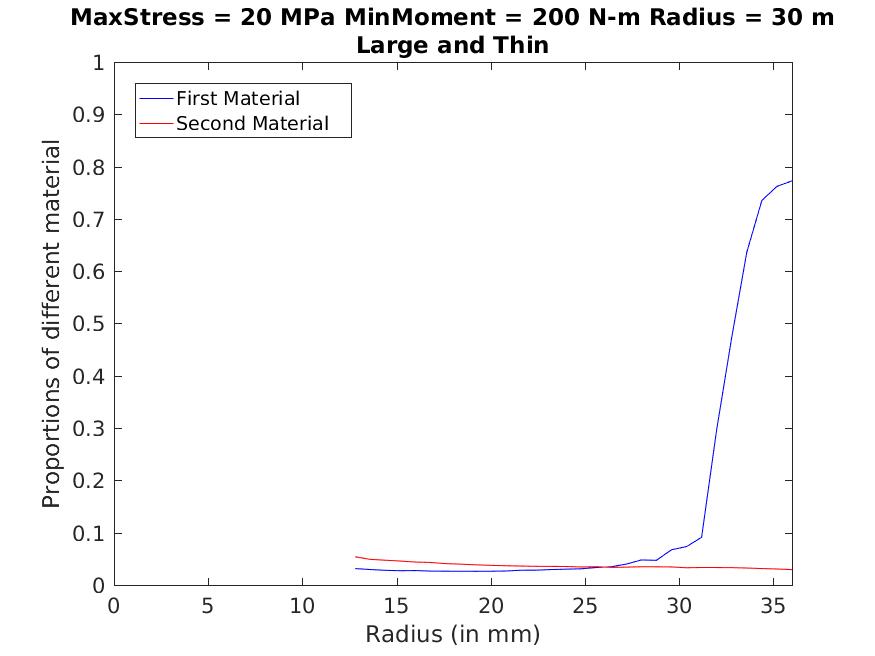 MaxStress = 20 MPa MinMoment = 200 N-m Radius = 30 m
Large and Thin
1
First Material
Second Material
0.9
0.8
0.7
0.6
0.5
0.4
0.3
0.2
0.1
0
Proportions of different material
0 5 10 15 20 25 30 35
Radius (in mm)